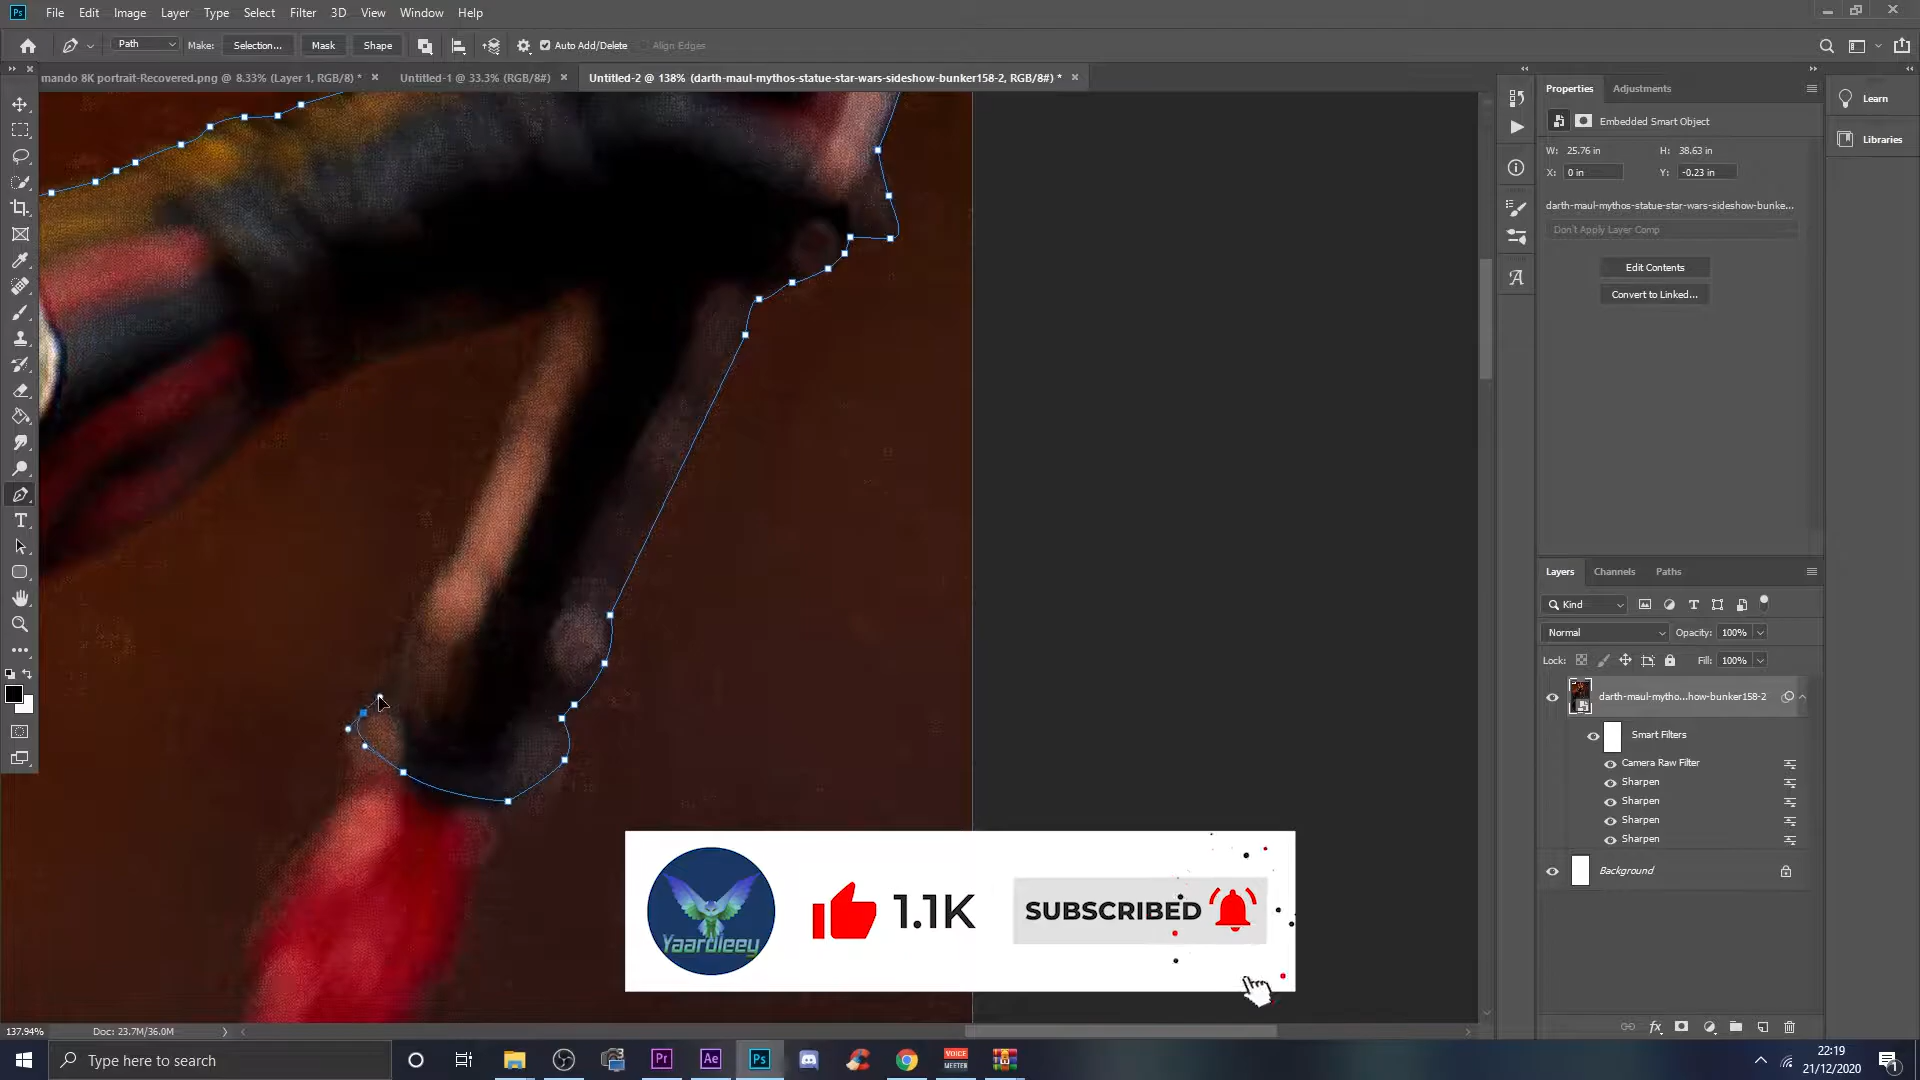 Ps File Edit Image Layer Type Select Filter 3D View Window Help
Path Make: Selection... Mask Shape Auto Add/Delete Align Edges
mando 8K portrait-Recovered.png @ 8.33% (Layer 1, RGB/8) * × Untitled-1 @ 33.3% (RGB/8#) × Untitled-2 @ 138% (darth-maul-mythos-statue-star-wars-sideshow-bunker158-2, RGB/8#) * ×
Properties Adjustments
Learn
Embedded Smart Object
Libraries
W: 25.76 in H: 38.63 in
X: 0 in Y: -0.23 in
darth-maul-mythos-statue-star-wars-sideshow-bunke...
Don't Apply Layer Comp
Edit Contents
Convert to Linked...
Layers Channels Paths
Kind
Normal Opacity: 100%
Lock: Fill: 100%
darth-maul-mytho...how-bunker158-2
Smart Filters
Camera Raw Filter
Sharpen
Sharpen
Sharpen
Sharpen
Background
Yaardleey
1.1K
SUBSCRIBED
137.94% Doc: 23.7M/36.0M
Type here to search
Pr Ae Ps
VOICE
MEETER
22:19
21/12/2020
1